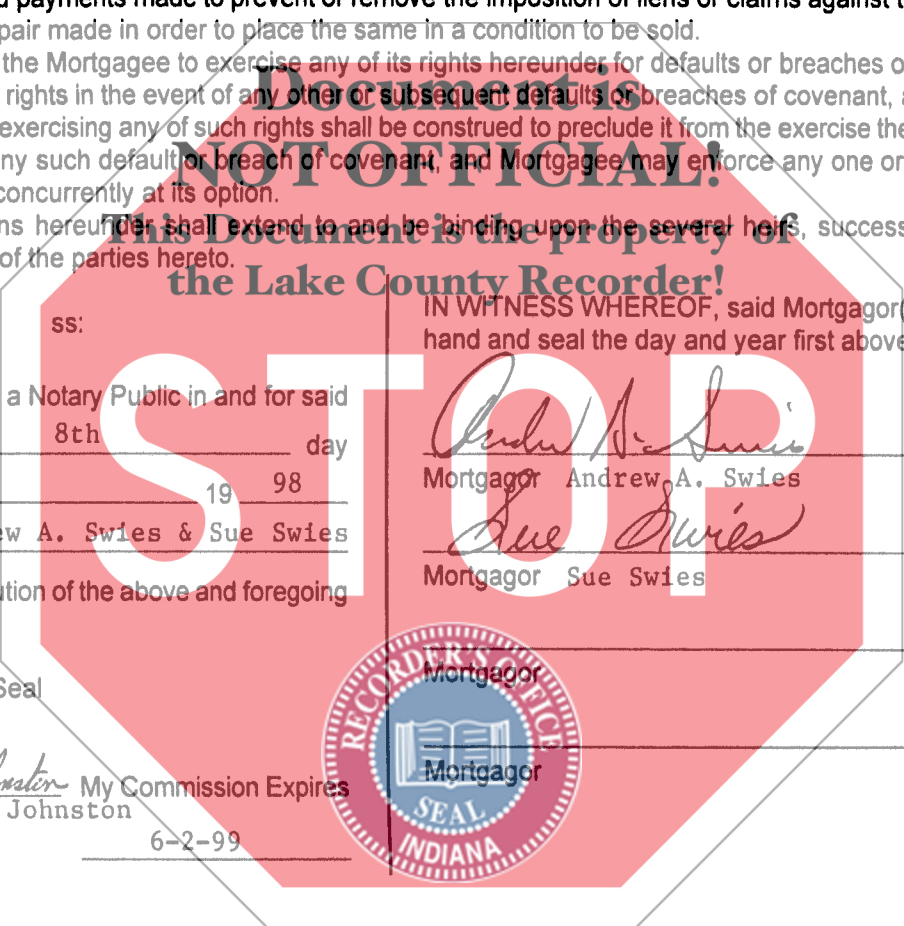 payments made to prevent or remove the imposition of liens or claims against
pair made in order to place the same in a condition to be sold.
the Mortgagee to exercise any of its rights hereunder for defaults or breaches o
rights in the event of any other or subsequent defaults or breaches of covenant,
exercising any of such rights shall be construed to preclude it from the exercise the
ny such default or breach of covenant, and Mortgagee may enforce any one or
concurrently at its option.
ns hereunder shall extend to and be binding upon the several heirs, success
of the parties hereto.
Document is
NOT OFFICIAL!
This Document is the property of
the Lake County Recorder!
ss:
a Notary Public in and for said
8th day
19 98
ew A. Swies & Sue Swies
ution of the above and foregoing
Seal
My Commission Expires
Johnston
6-2-99
IN WITNESS WHEREOF, said Mortgagor(
hand and seal the day and year first above
Andrew A. Swies
Mortgagor Andrew A. Swies
Sue Swies
Mortgagor Sue Swies
Mortgagor
Mortgagor
STOP
RECORDER'S OFFICE
SEAL
INDIANA